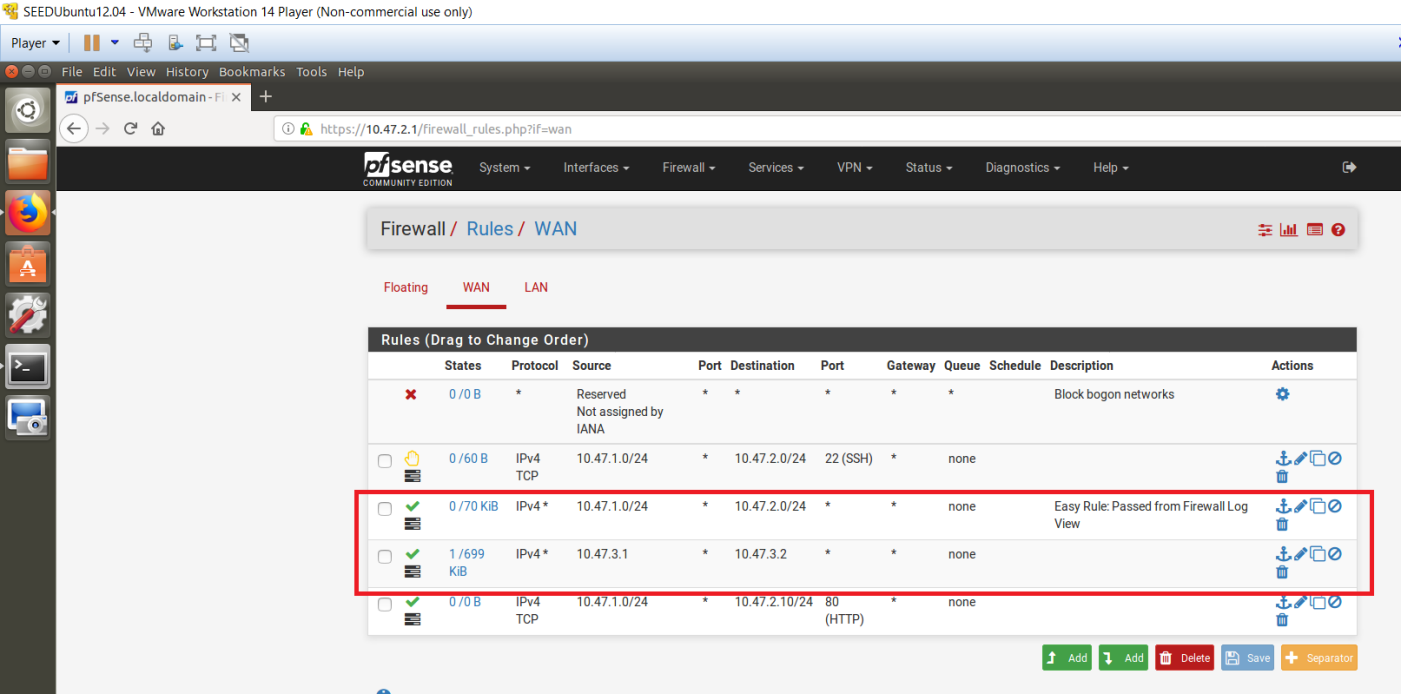 SEEDUbuntu12.04 - VMware Workstation 14 Player (Non-commercial use only)
Player
File Edit View History Bookmarks Tools Help
pfSense.localdomain - Fi
https://10.47.2.1/firewall_rules.php?if=wan
pfsense
COMMUNITY EDITION
System Interfaces Firewall Services VPN Status Diagnostics Help
Firewall / Rules / WAN
Floating WAN LAN
Rules (Drag to Change Order)
States Protocol Source Port Destination Port Gateway Queue Schedule Description Actions
0 /0 B * Reserved * * * * * Block bogon networks
Not assigned by
IANA
0 /60 B IPv4 10.47.1.0/24 * 10.47.2.0/24 22 (SSH) * none
TCP
0 /70 KiB IPv4 * 10.47.1.0/24 * 10.47.2.0/24 * * none Easy Rule: Passed from Firewall Log
View
1 /699 IPv4 * 10.47.3.1 * 10.47.3.2 * * none
KiB
0 /0 B IPv4 10.47.1.0/24 * 10.47.2.10/24 80 * none
TCP (HTTP)
Add Add Delete Save Separator